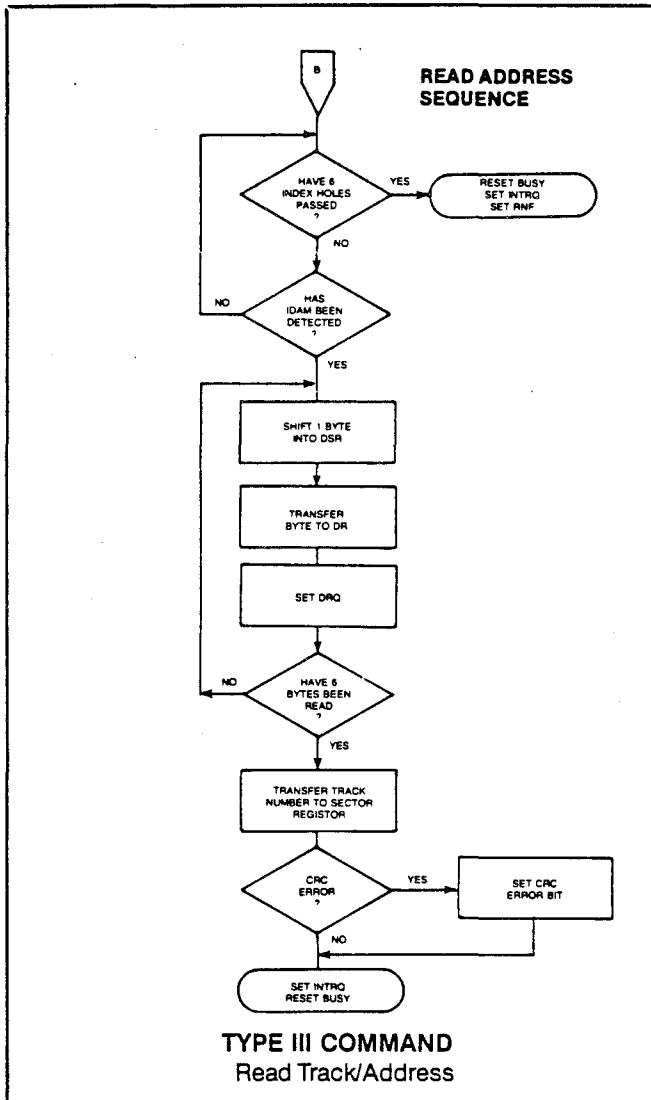 B
READ ADDRESS
SEQUENCE
HAVE 6
INDEX HOLES
PASSED
?
YES
RESET BUSY
SET INTRQ
SET RNF
NO
HAS
IDAM BEEN
DETECTED
?
NO
YES
SHIFT 1 BYTE
INTO DSR
TRANSFER
BYTE TO DR
SET DRQ
HAVE 6
BYTES BEEN
READ
?
NO
YES
TRANSFER TRACK
NUMBER TO SECTOR
REGISTOR
CRC
ERROR
?
YES
SET CRC
ERROR BIT
NO
SET INTRQ
RESET BUSY
TYPE III COMMAND
Read Track/Address